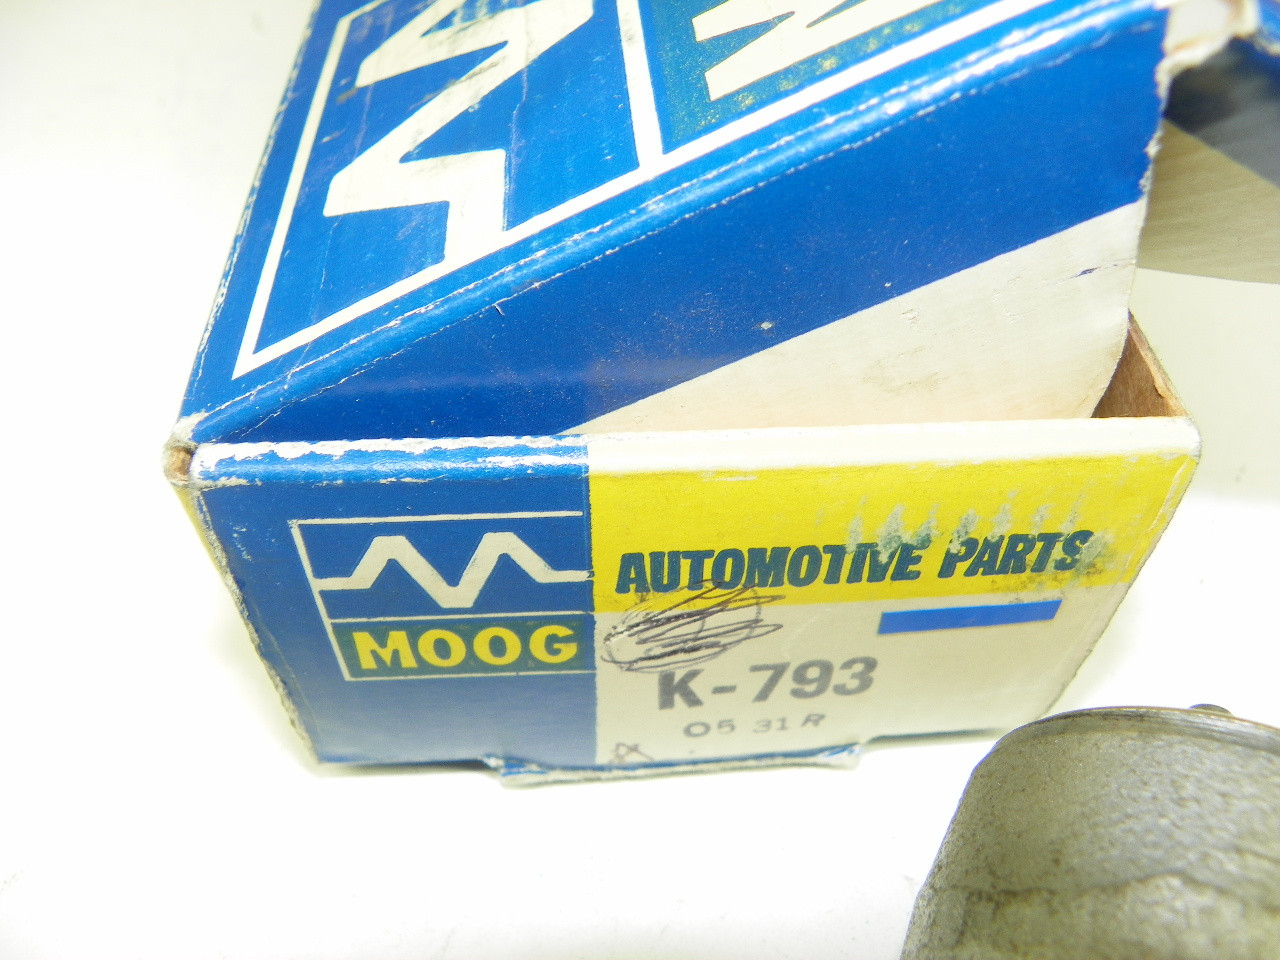 MOOG
AUTOMOTIVE PARTS
K-793
05 31 R